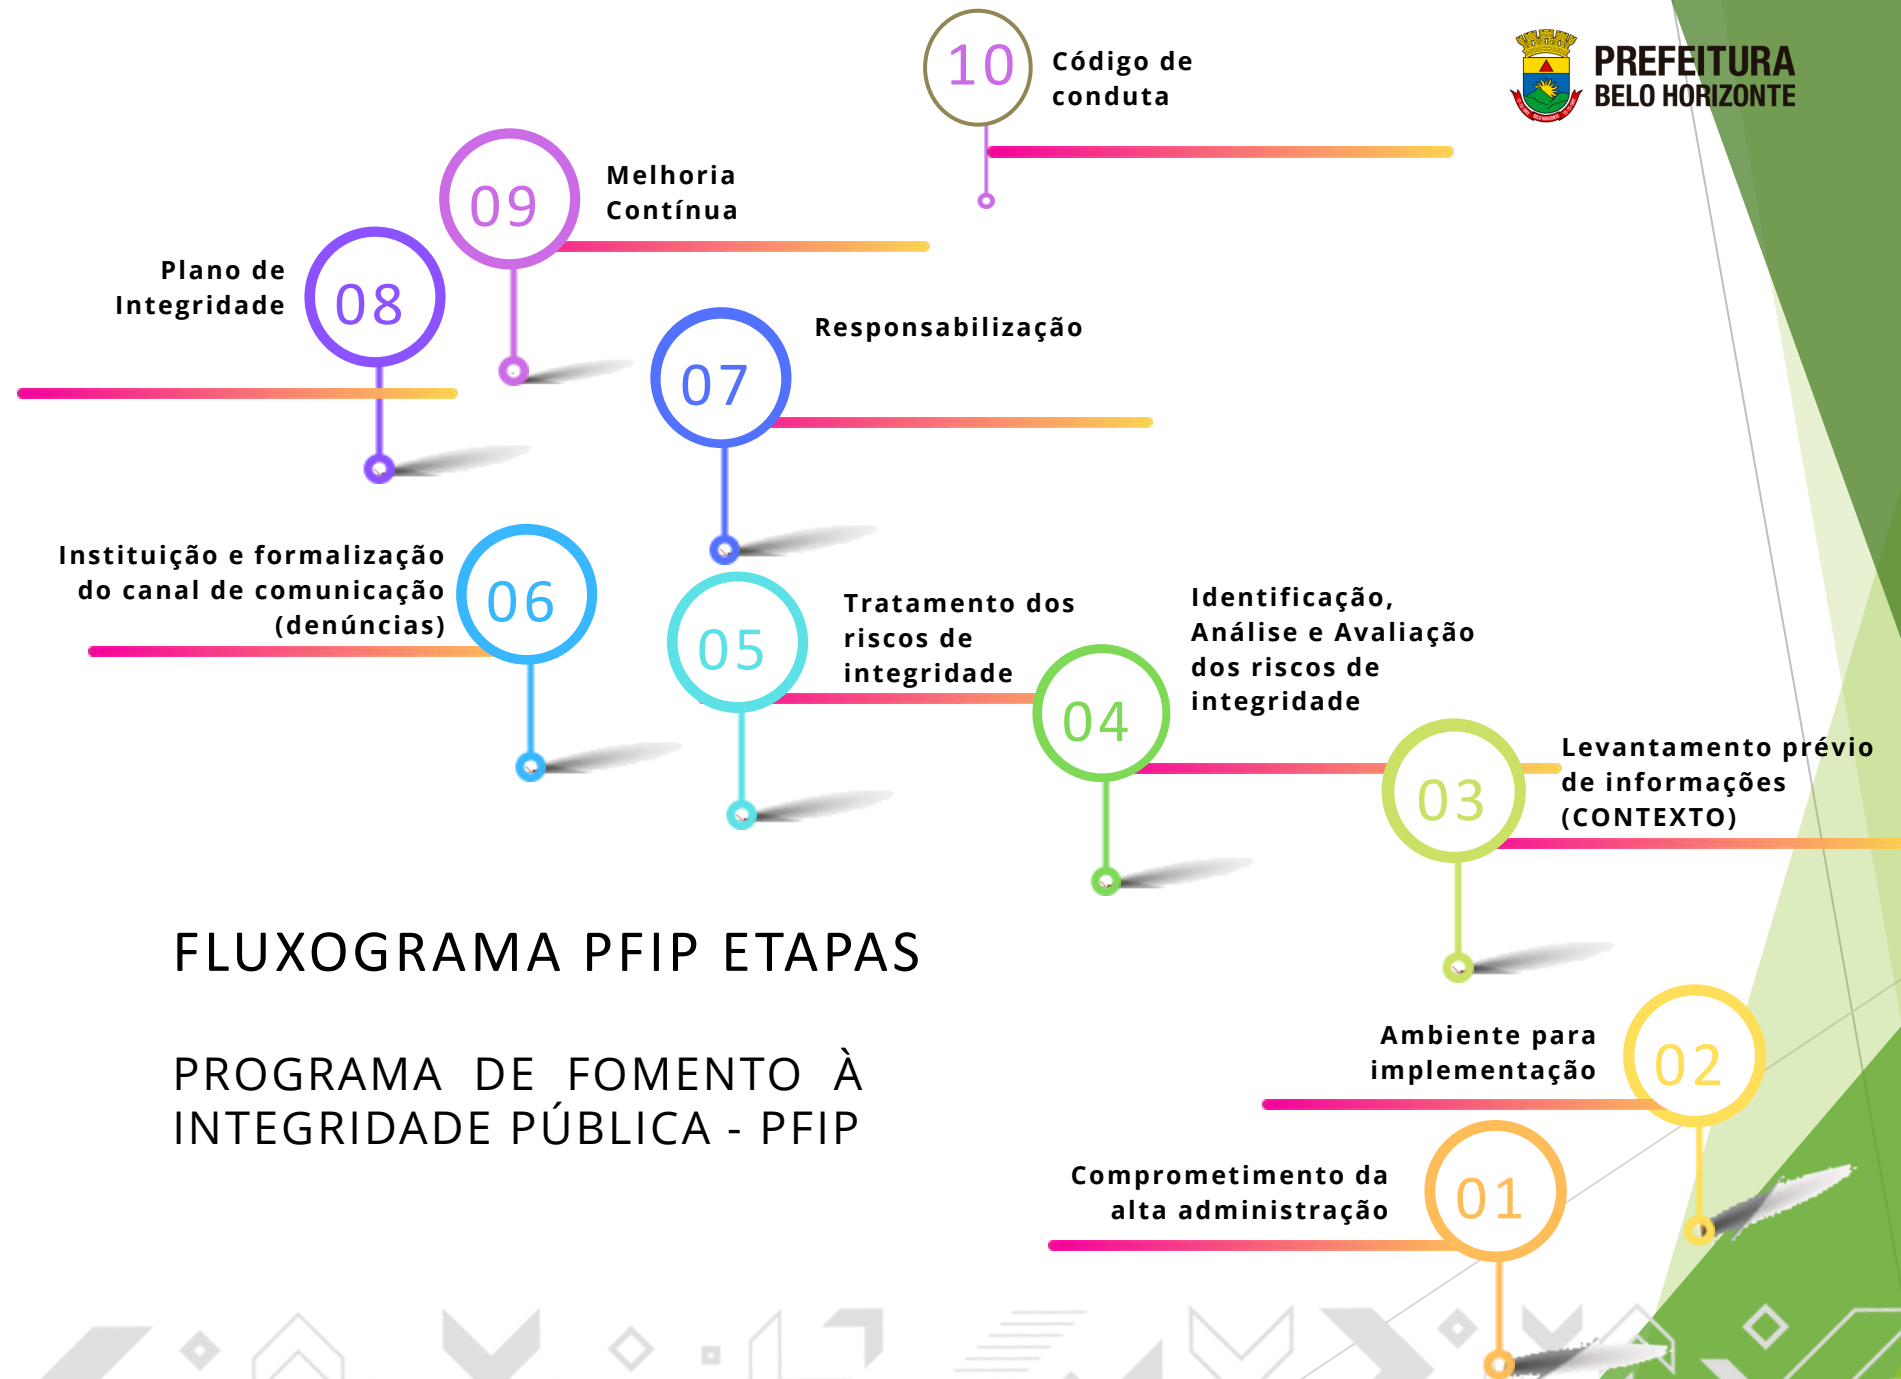 10
Código de
conduta
PREFEITURA
BELO HORIZONTE
09
Melhoria
Contínua
Plano de
Integridade
08
Responsabilização
07
Instituição e formalização
do canal de comunicação
(denúncias)
06
05
Tratamento dos
riscos de
integridade
04
Identificação,
Análise e Avaliação
dos riscos de
integridade
03
Levantamento prévio
de informações
(CONTEXTO)
FLUXOGRAMA PFIP ETAPAS
PROGRAMA DE FOMENTO À
INTEGRIDADE PÚBLICA - PFIP
Ambiente para
implementação
02
Comprometimento da
alta administração
01